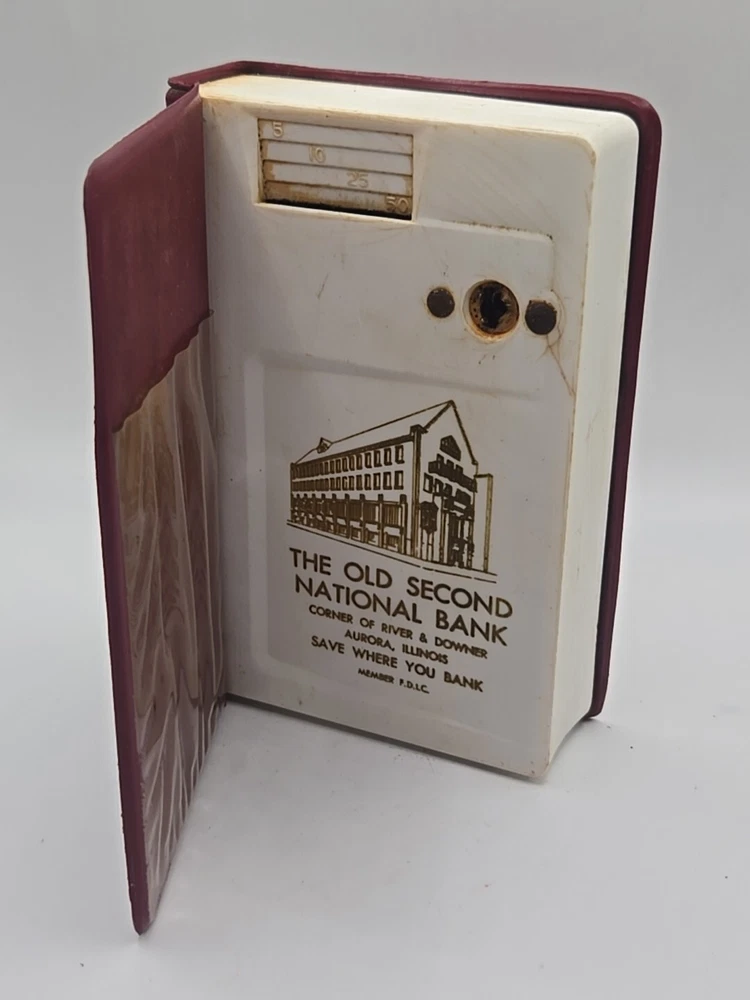 5
10
25
50
THE OLD SECOND
NATIONAL BANK
CORNER OF RIVER & DOWNER
AURORA, ILLINOIS
SAVE WHERE YOU BANK
MEMBER F.D.I.C.